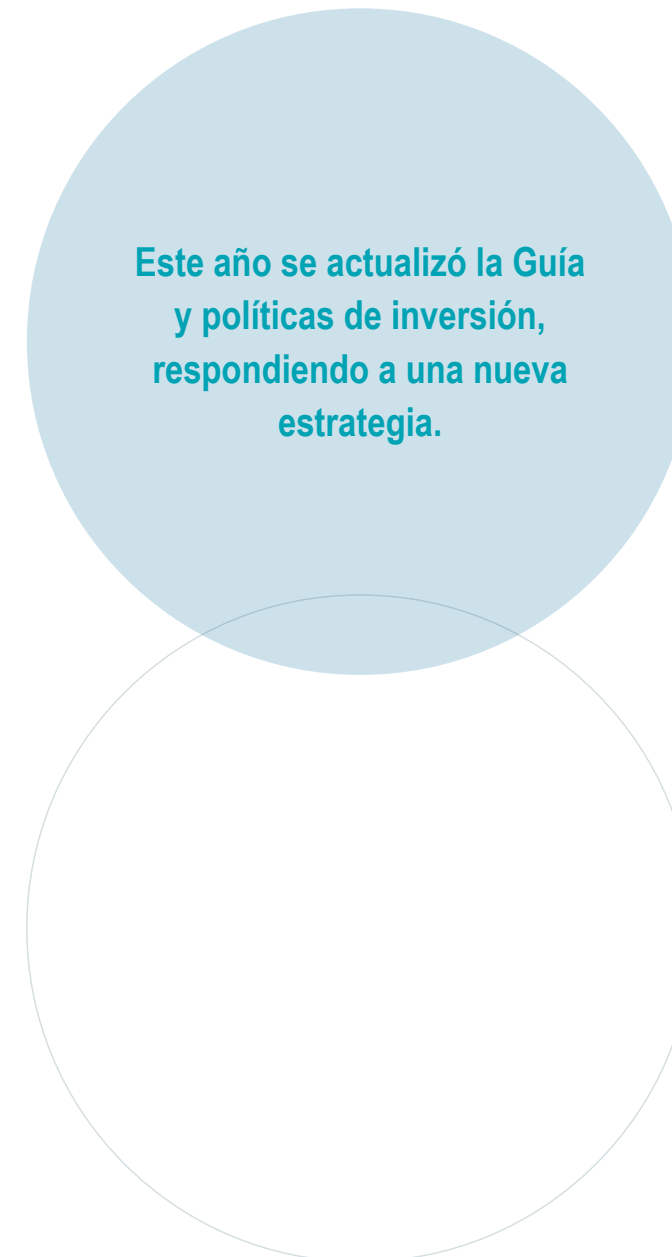 Este año se actualizó la Guía
y políticas de inversión,
respondiendo a una nueva
estrategia.